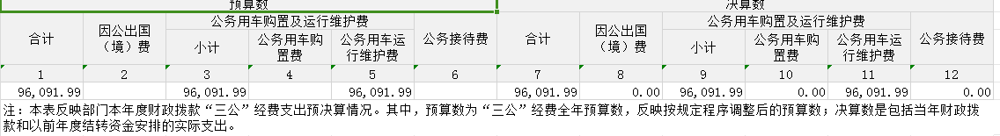 预算数 决算数
合计 因公出国（境）费 公务用车购置及运行维护费 公务接待费 合计 因公出国（境）费 公务用车购置及运行维护费 公务接待费
小计 公务用车购置费 公务用车运行维护费 小计 公务用车购置费 公务用车运行维护费
1 2 3 4 5 6 7 8 9 10 11 12
96,091.99 96,091.99 96,091.99 96,091.99 0.00 96,091.99 0.00 96,091.99 0.00
注：本表反映部门本年度财政拨款“三公”经费支出预决算情况。其中，预算数为“三公”经费全年预算数，反映按规定程序调整后的预算数；决算数是包括当年财政拨
款和以前年度结转资金安排的实际支出。